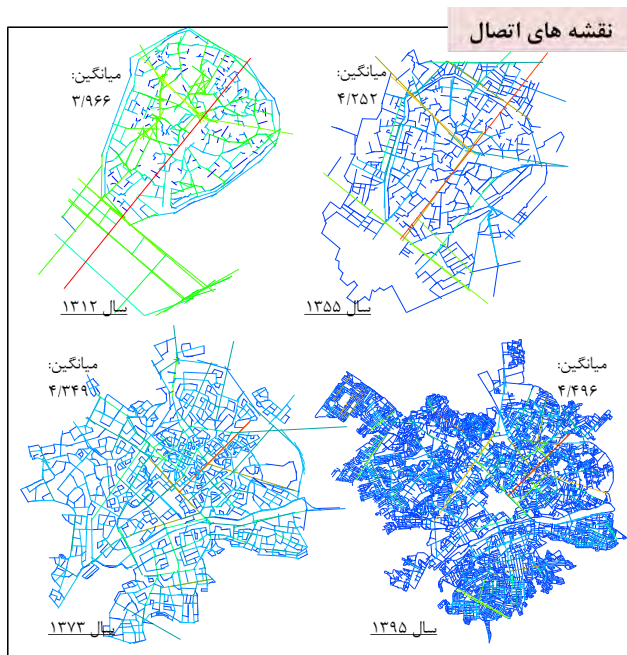 نقشه های اتصال
میانگین:
۴/۲۵۲
سال ۱۳۵۵
میانگین:
۳/۹۶۶
سال ۱۳۱۲
میانگین:
۴/۴۹۶
سال ۱۳۹۵
میانگین:
۴/۳۴۹
سال ۱۳۷۳